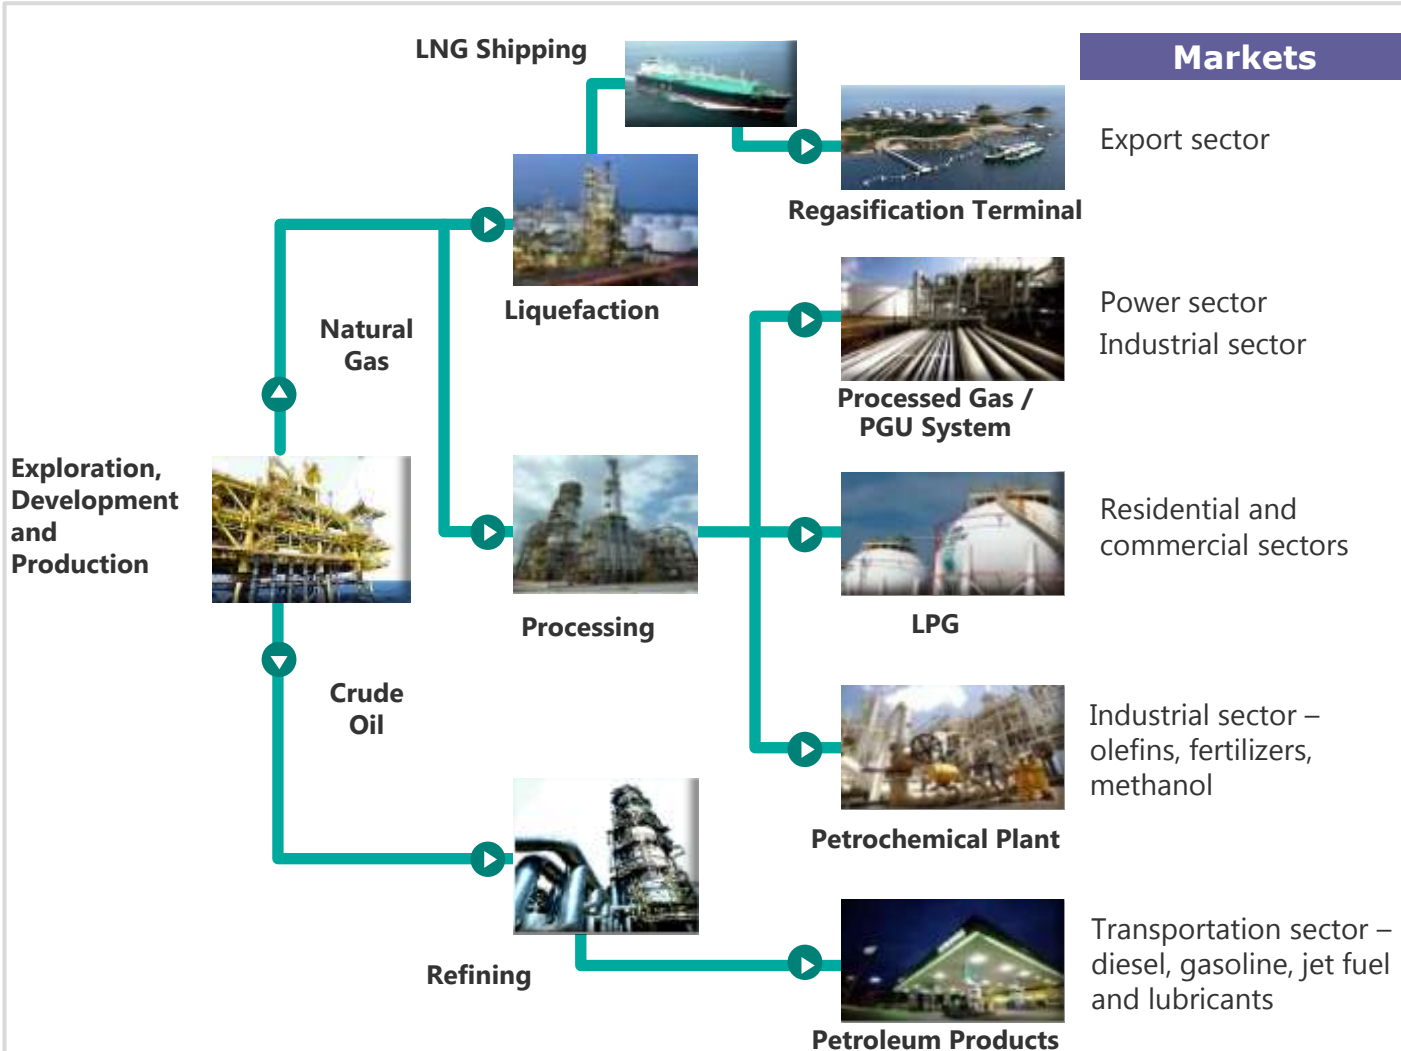 LNG Shipping
Markets
Export sector
Regasification Terminal
Liquefaction
Natural
Gas
Power sector
Industrial sector
Processed Gas /
PGU System
Exploration,
Development
and
Production
Processing
Residential and
commercial sectors
LPG
Crude
Oil
Industrial sector –
olefins, fertilizers,
methanol
Petrochemical Plant
Refining
Transportation sector –
diesel, gasoline, jet fuel
and lubricants
Petroleum Products